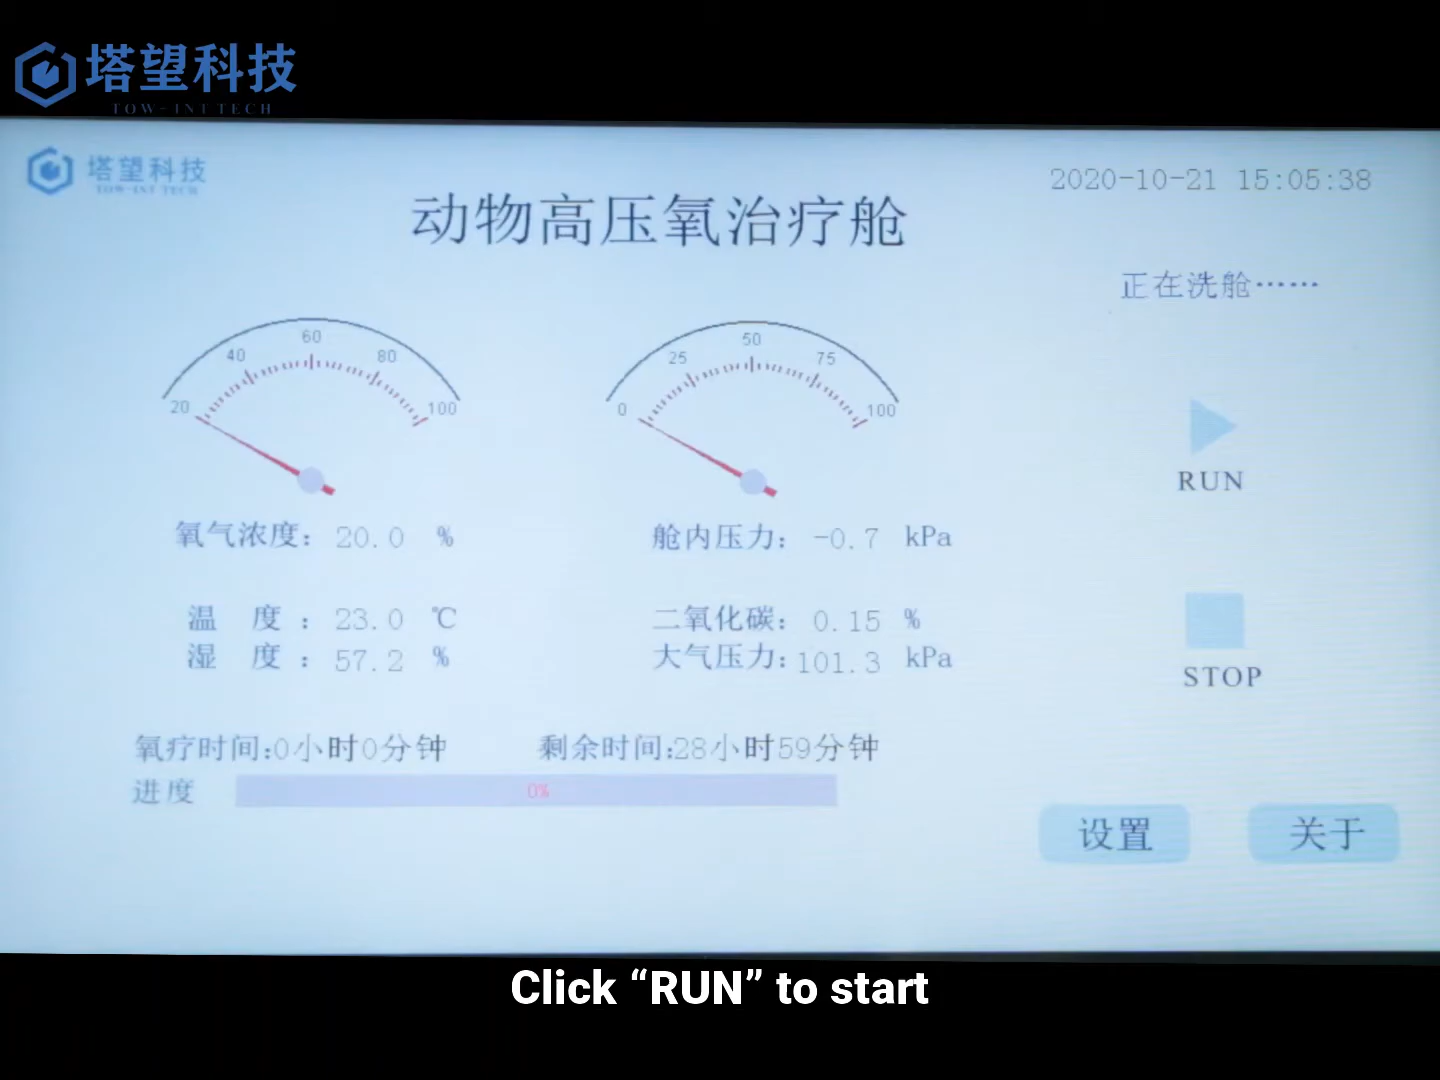 塔望科技
TOW-INT TECH
塔望科技
TOW-INT TECH
2020-10-21 15:05:38
动物高压氧治疗舱
正在洗舱……
20 40 60 80 100
0 25 50 75 100
RUN
氧气浓度: 20.0 %
舱内压力: -0.7 kPa
温 度: 23.0 ℃
二氧化碳: 0.15 %
湿 度: 57.2 %
大气压力: 101.3 kPa
STOP
氧疗时间:0小时0分钟
剩余时间:28小时59分钟
进度 0%
设置
关于
Click “RUN” to start